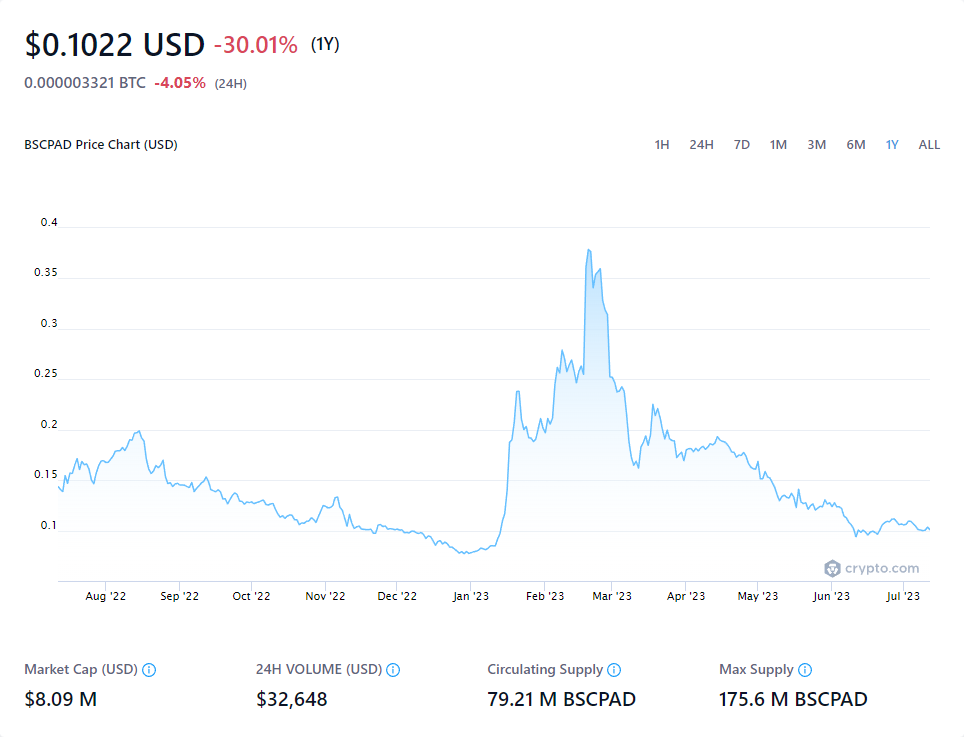 $0.1022 USD -30.01% (1Y)
0.000003321 BTC -4.05% (24H)
BSCPAD Price Chart (USD) 1H 24H 7D 1M 3M 6M 1Y ALL
0.4
0.35
0.3
0.25
0.2
0.15
0.1
crypto.com
Aug '22 Sep '22 Oct '22 Nov '22 Dec '22 Jan '23 Feb '23 Mar '23 Apr '23 May '23 Jun '23 Jul '23
Market Cap (USD) 24H VOLUME (USD) Circulating Supply Max Supply
$8.09 M $32,648 79.21 M BSCPAD 175.6 M BSCPAD